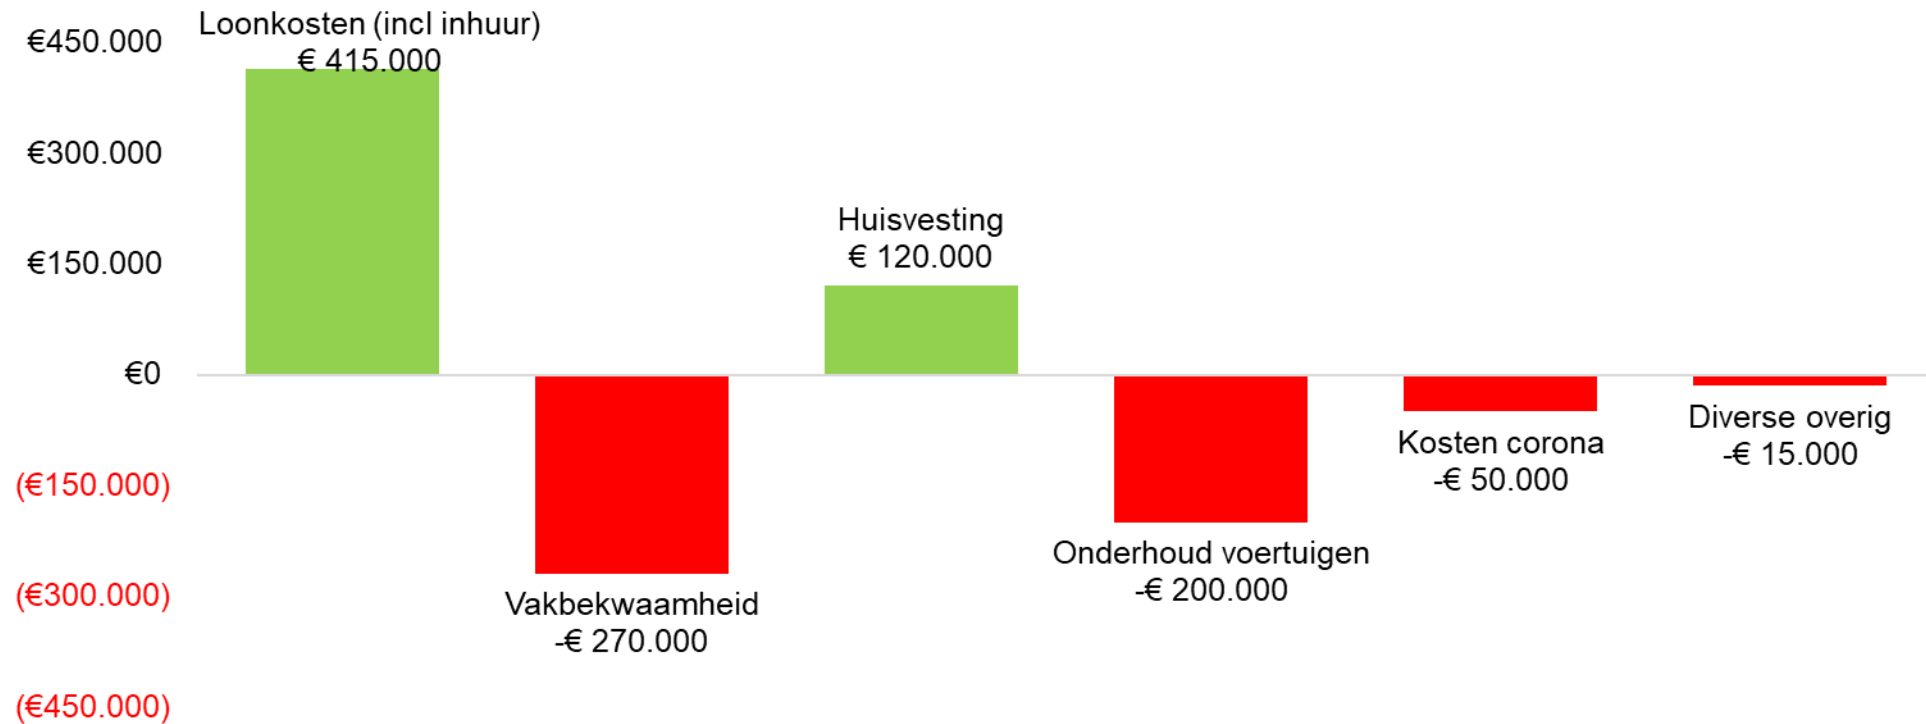 €450.000
€300.000
€150.000
€0
(€150.000)
(€300.000)
(€450.000)
Loonkosten (incl inhuur)
€ 415.000
Vakbekwaamheid
-€ 270.000
Huisvesting
€ 120.000
Onderhoud voertuigen
-€ 200.000
Kosten corona
-€ 50.000
Diverse overig
-€ 15.000